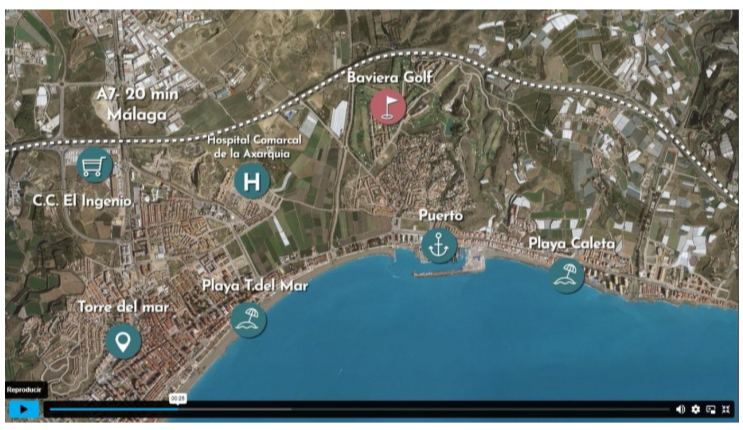 Baviera Golf
A7- 20 min
Málaga
Hospital Comarcal
de la Axarquia
H
C.C. El Ingenio
Puerto
Playa Caleta
Playa T.del Mar
Torre del mar
Reproducir
00:28